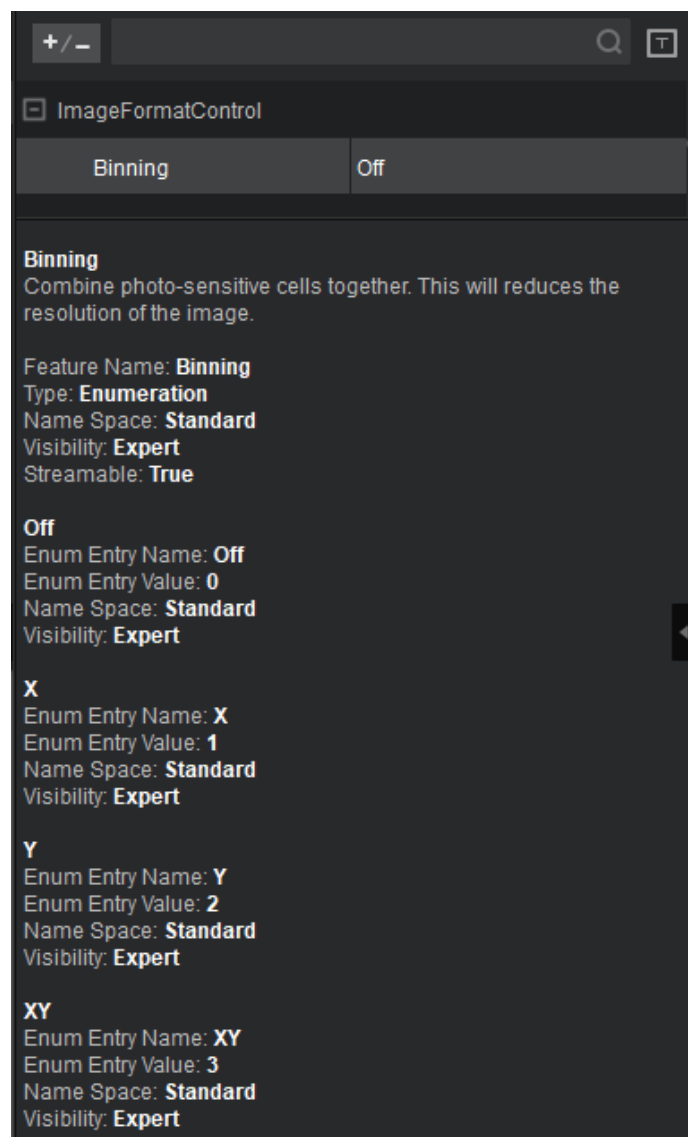 +/-
T
ImageFormatControl
Binning Off
Binning
Combine photo-sensitive cells together. This will reduces the
resolution of the image.
Feature Name: Binning
Type: Enumeration
Name Space: Standard
Visibility: Expert
Streamable: True
Off
Enum Entry Name: Off
Enum Entry Value: 0
Name Space: Standard
Visibility: Expert
X
Enum Entry Name: X
Enum Entry Value: 1
Name Space: Standard
Visibility: Expert
Y
Enum Entry Name: Y
Enum Entry Value: 2
Name Space: Standard
Visibility: Expert
XY
Enum Entry Name: XY
Enum Entry Value: 3
Name Space: Standard
Visibility: Expert